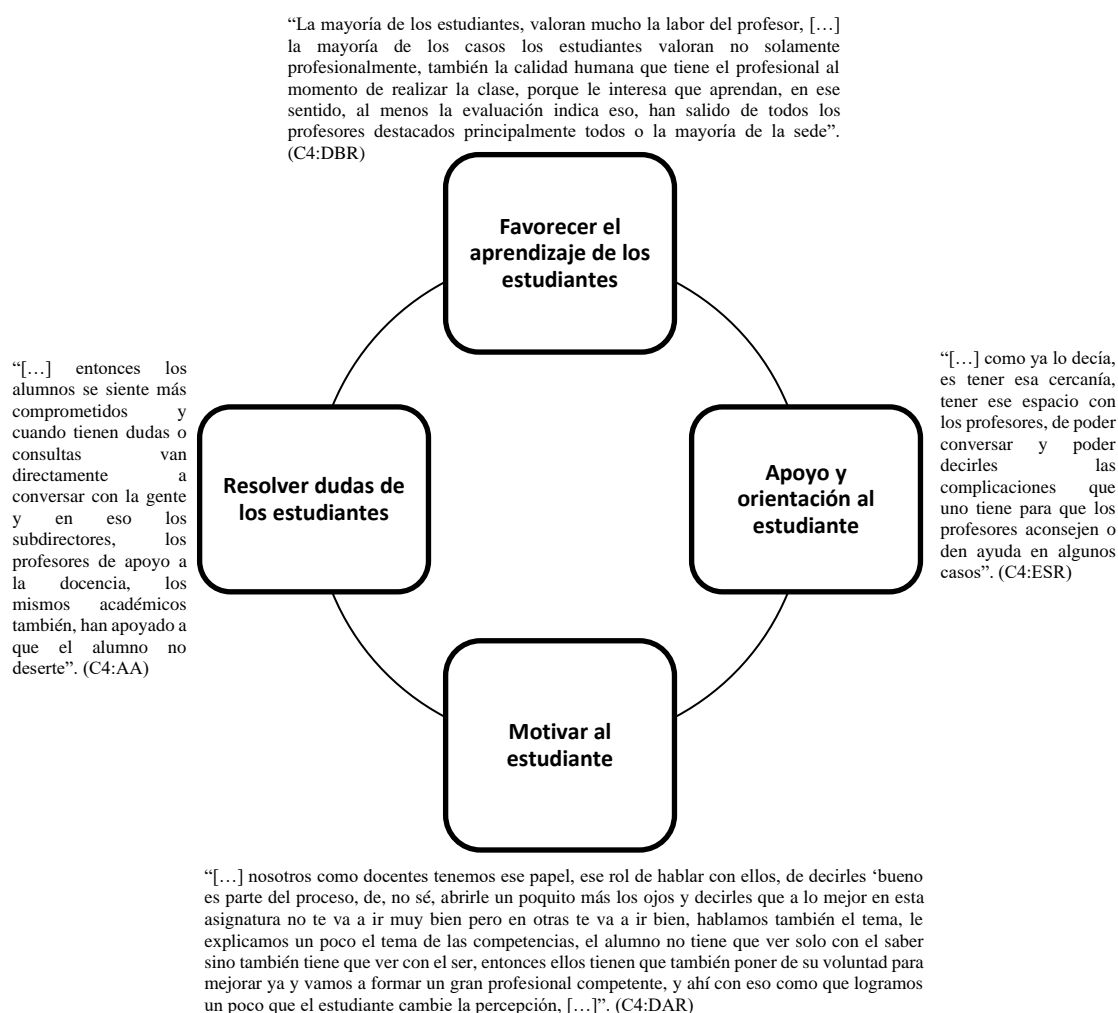 “La mayoría de los estudiantes, valoran mucho la labor del profesor, […]
la mayoría de los casos los estudiantes valoran no solamente
profesionalmente, también la calidad humana que tiene el profesional al
momento de realizar la clase, porque le interesa que aprendan, en ese
sentido, al menos la evaluación indica eso, han salido de todos los
profesores destacados principalmente todos o la mayoría de la sede”.
(C4:DBR)
Favorecer el
aprendizaje de los
estudiantes
“[…] entonces los
alumnos se siente más
comprometidos y
cuando tienen dudas o
consultas van
directamente a
conversar con la gente
y en eso los
subdirectores, los
profesores de apoyo a
la docencia, los
mismos académicos
también, han apoyado a
que el alumno no
deserte”. (C4:AA)
Resolver dudas de
los estudiantes
Apoyo y
orientación al
estudiante
“[…] como ya lo decía,
es tener esa cercanía,
tener ese espacio con
los profesores, de poder
conversar y poder
decirles las
complicaciones que
uno tiene para que los
profesores aconsejen o
den ayuda en algunos
casos”. (C4:ESR)
Motivar al
estudiante
“[…] nosotros como docentes tenemos ese papel, ese rol de hablar con ellos, de decirles ‘bueno
es parte del proceso, de, no sé, abrirle un poquito más los ojos y decirles que a lo mejor en esta
asignatura no te va a ir muy bien pero en otras te va a ir bien, hablamos también el tema, le
explicamos un poco el tema de las competencias, el alumno no tiene que ver solo con el saber
sino también tiene que ver con el ser, entonces ellos tienen que también poner de su voluntad para
mejorar ya y vamos a formar un gran profesional competente, y ahí con eso como que logramos
un poco que el estudiante cambie la percepción, […]”. (C4:DAR)